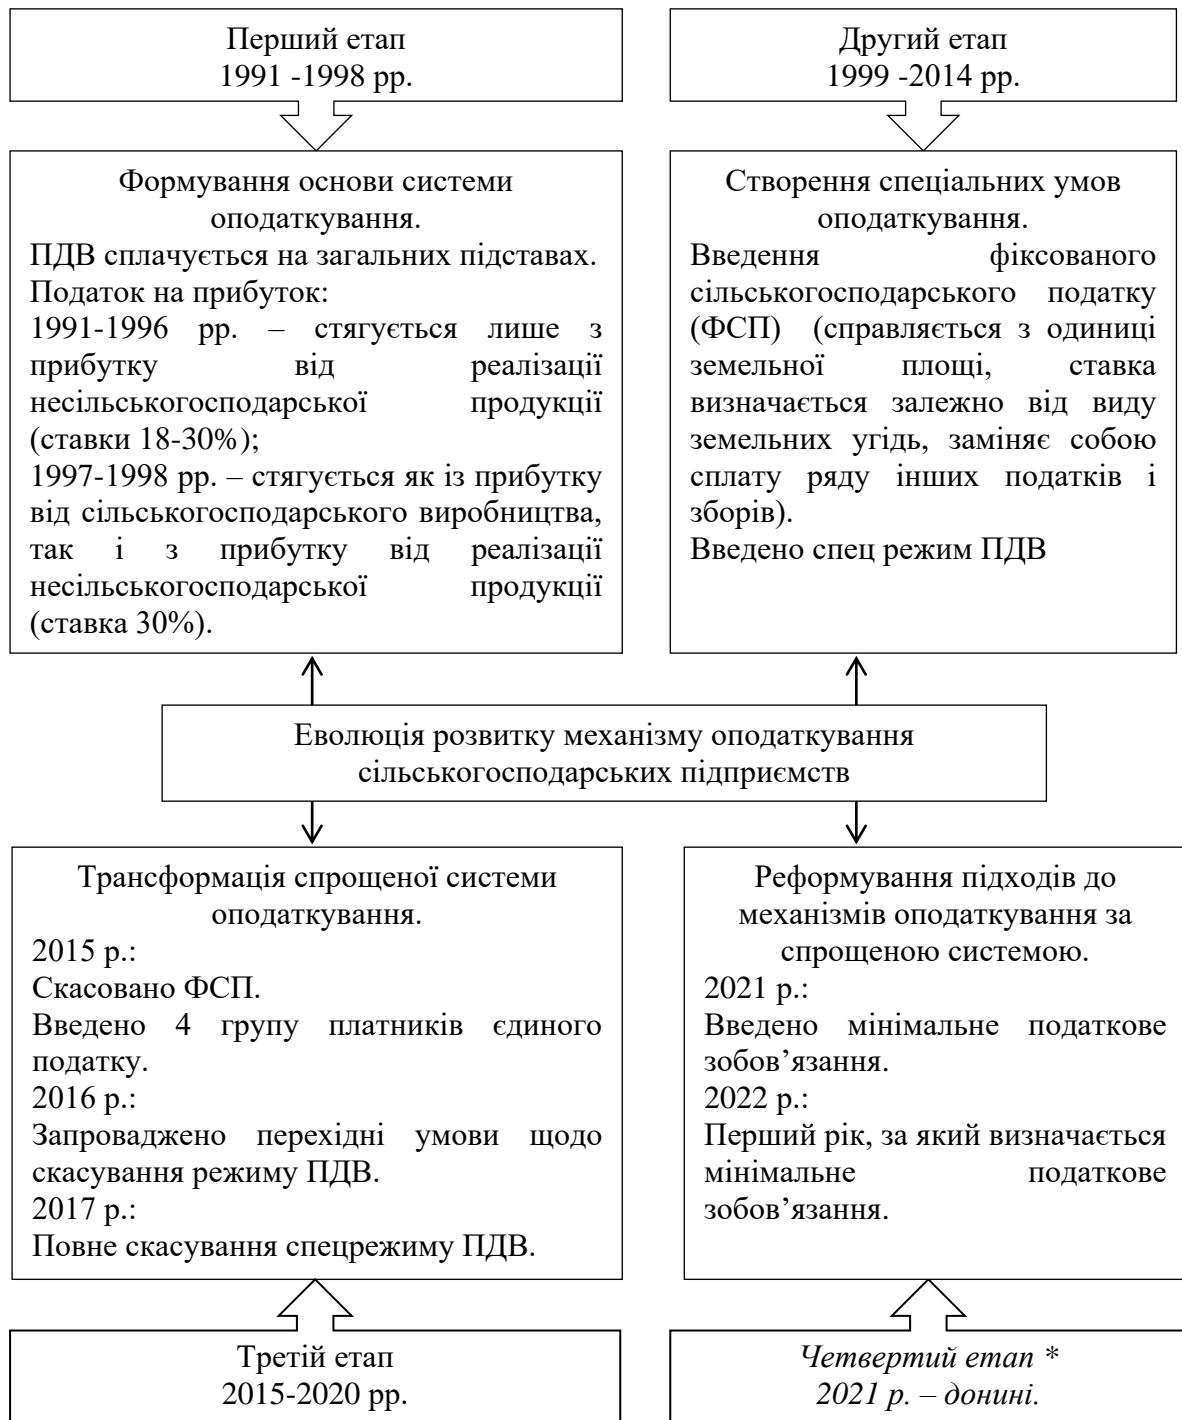 Перший етап
1991 -1998 рр.
Формування основи системи
оподаткування.
ПДВ сплачується на загальних підставах.
Податок на прибуток:
1991-1996 рр. – стягується лише з
прибутку від реалізації
несільськогосподарської продукції
(ставки 18-30%);
1997-1998 рр. – стягується як із прибутку
від сільськогосподарського виробництва,
так і з прибутку від реалізації
несільськогосподарської продукції
(ставка 30%).
Другий етап
1999 -2014 рр.
Створення спеціальних умов
оподаткування.
Введення фіксованого
сільськогосподарського податку
(ФСП) (справляється з одиниці
земельної площі, ставка
визначається залежно від виду
земельних угідь, заміняє собою
сплату ряду інших податків і
зборів).
Введено спец режим ПДВ
Еволюція розвитку механізму оподаткування
сільськогосподарських підприємств
Трансформація спрощеної системи
оподаткування.
2015 р.:
Скасовано ФСП.
Введено 4 групу платників єдиного
податку.
2016 р.:
Запроваджено перехідні умови щодо
скасування режиму ПДВ.
2017 р.:
Повне скасування спецрежиму ПДВ.
Третій етап
2015-2020 рр.
Реформування підходів до
механізмів оподаткування за
спрощеною системою.
2021 р.:
Введено мінімальне податкове
зобов’язання.
2022 р.:
Перший рік, за який визначається
мінімальне податкове
зобов’язання.
Четвертий етап *
2021 р. – донині.